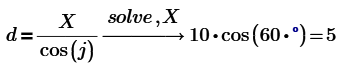 d = X / cos(j) solve, X → 10 · cos(60 · °) = 5